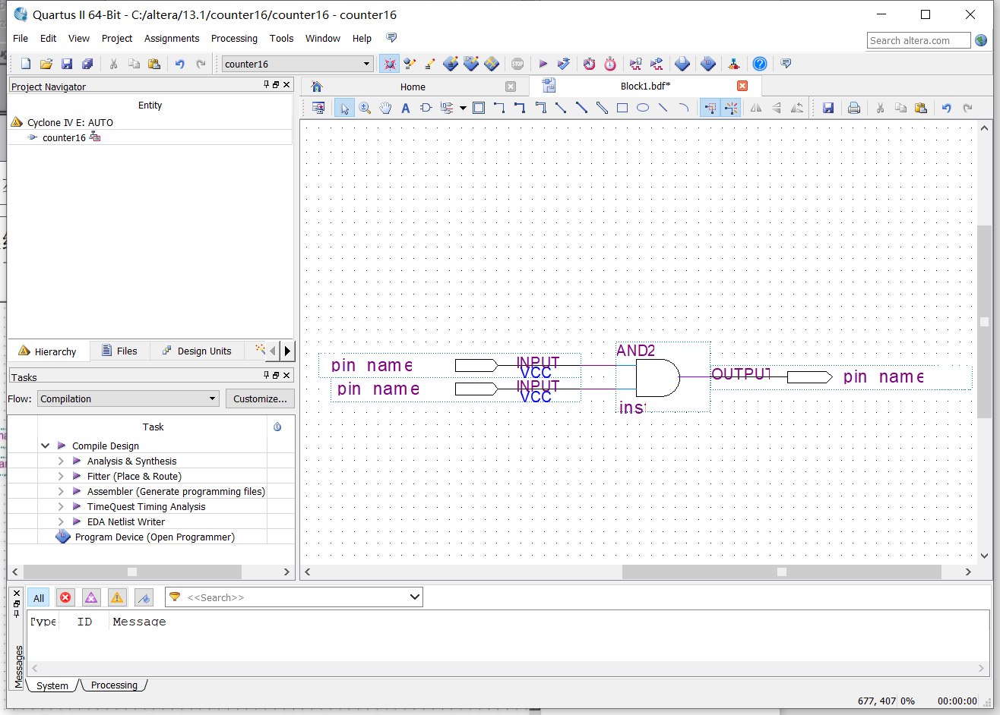 Quartus II 64-Bit - C:/altera/13.1/counter16/counter16 - counter16
File Edit View Project Assignments Processing Tools Window Help
Search altera.com
counter16
STOP
Project Navigator
Home
Block1.bdf*
Entity
Cyclone IV E: AUTO
counter16
Hierarchy Files Design Units
Tasks
Flow: Compilation Customize...
Task
Compile Design
Analysis & Synthesis
Fitter (Place & Route)
Assembler (Generate programming files)
TimeQuest Timing Analysis
EDA Netlist Writer
Program Device (Open Programmer)
AND2
pin name INPUT
VCC
pin name INPUT
VCC
OUTPUT pin name
inst
All <<Search>>
Type ID Message
Messages
System Processing
677, 407 0% 00:00:00